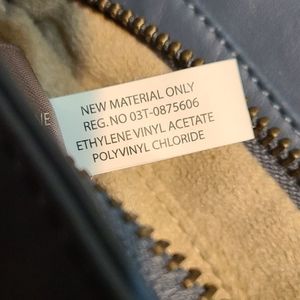 NEW MATERIAL ONLY
REG.NO 03T-0875606
ETHYLENE VINYL ACETATE
POLYVINYL CHLORIDE